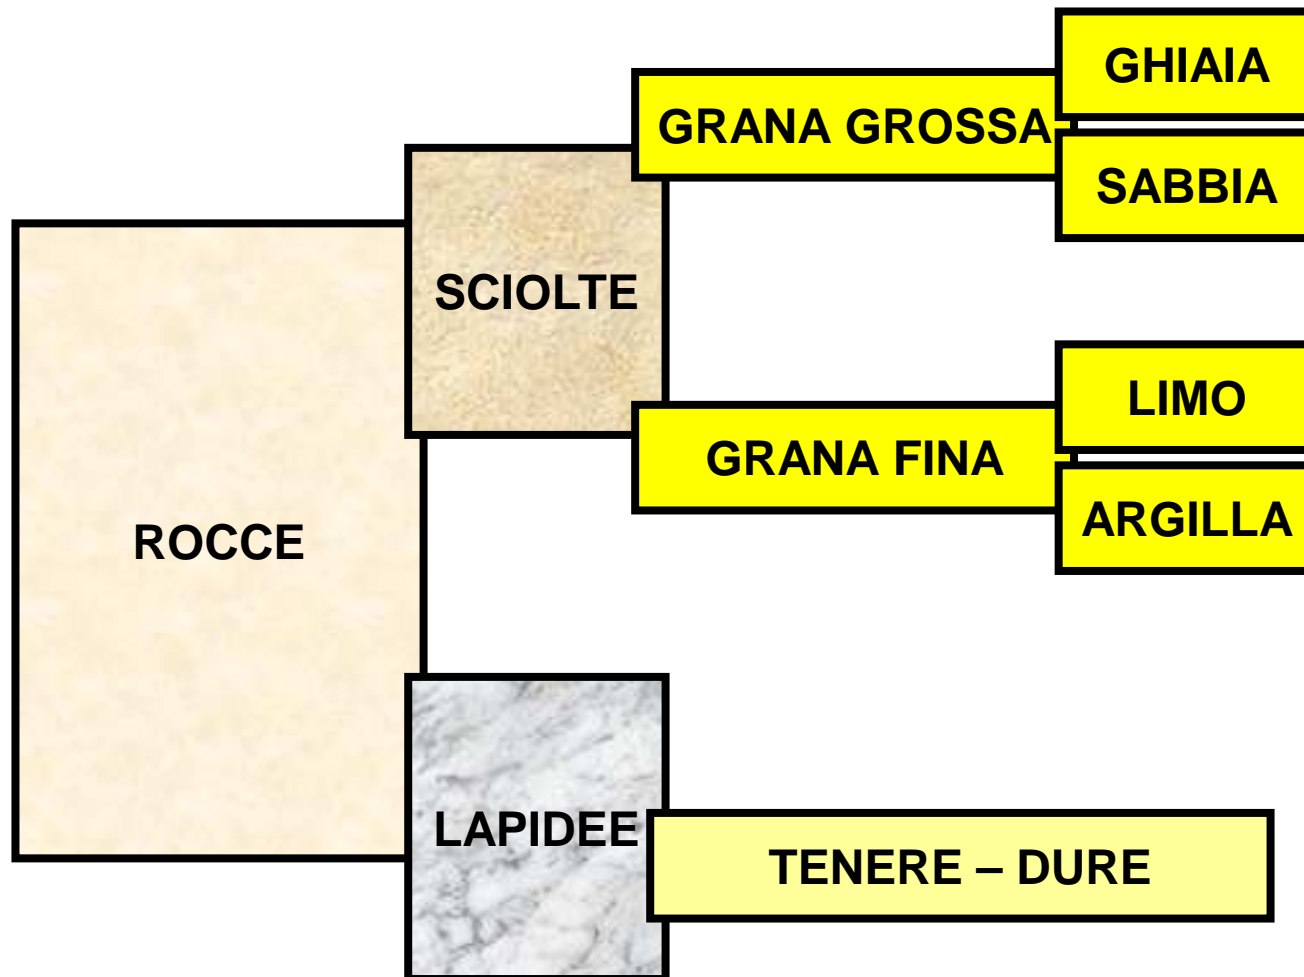 GHIAIA
GRANA GROSSA
SABBIA
SCIOLTE
LIMO
GRANA FINA
ARGILLA
ROCCE
LAPIDEE
TENERE – DURE